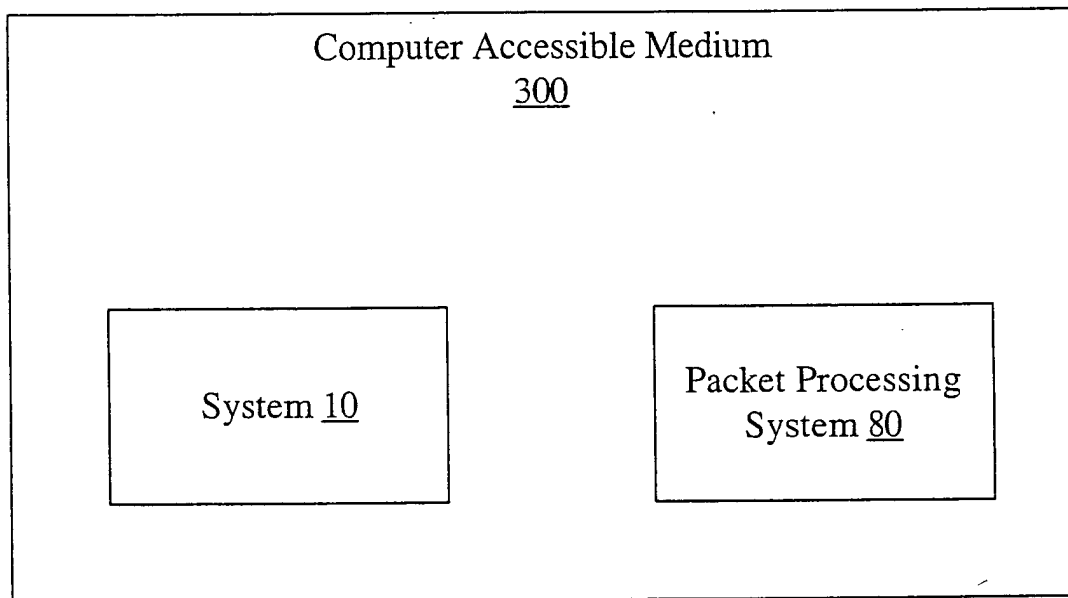 Computer Accessible Medium
300
System 10
Packet Processing
System 80